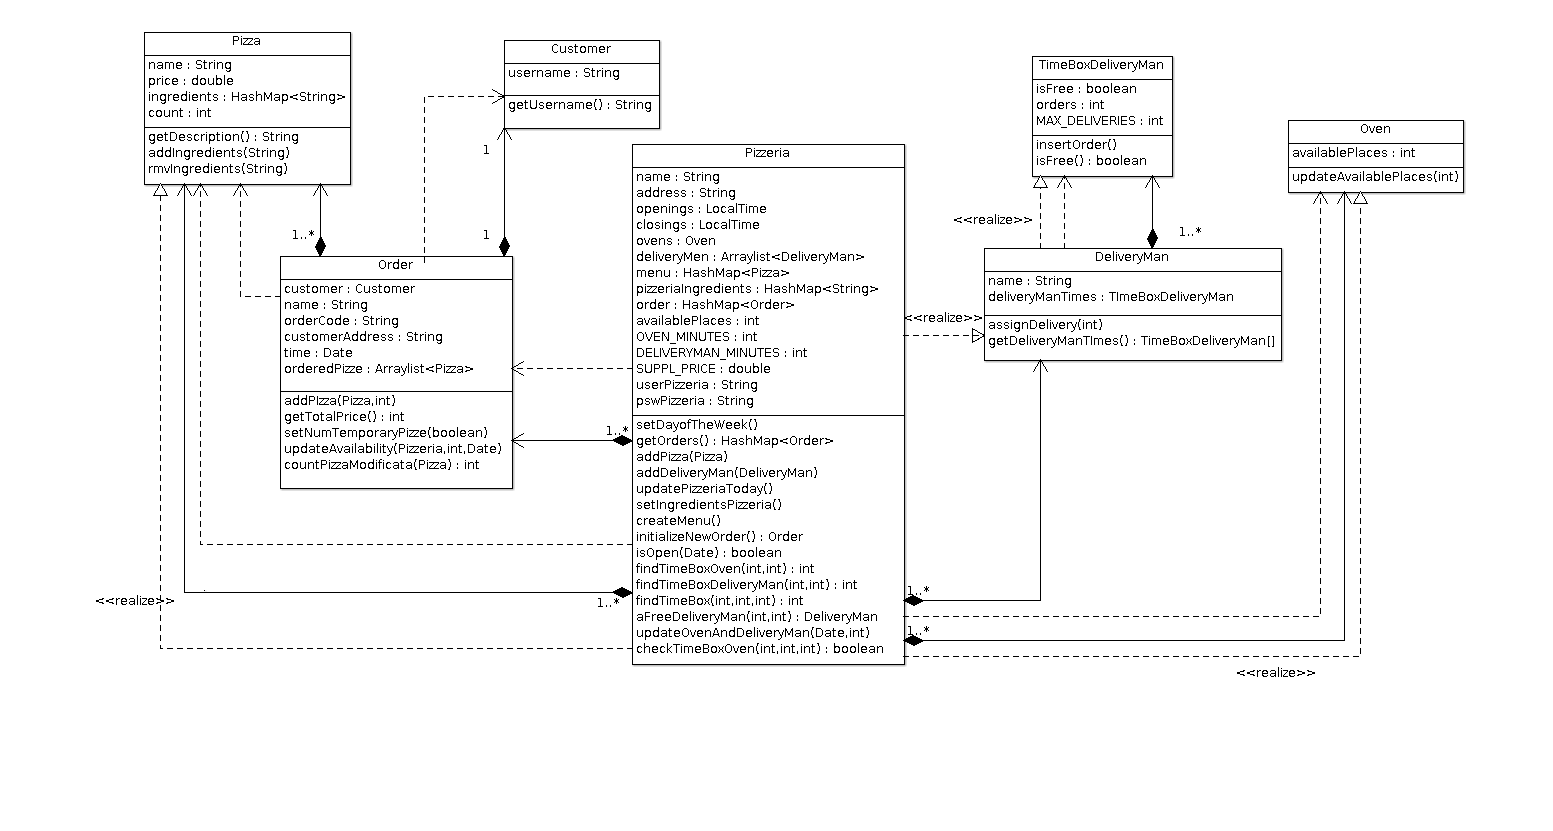 Pizza
name : String
price : double
ingredients : HashMap<String>
count : int
getDescription() : String
addIngredients(String)
rmvIngredients(String)
Customer
username : String
getUsername() : String
1
1
1..*
Order
customer : Customer
name : String
orderCode : String
customerAddress : String
time : Date
orderedPizze : Arraylist<Pizza>
addPIzza(Pizza,int)
getTotalPrice() : int
setNumTemporaryPizze(boolean)
updateAvailability(Pizzeria,int,Date)
countPizzaModificata(Pizza) : int
Pizzeria
name : String
address : String
openings : LocalTime
closings : LocalTime
ovens : Oven
deliveryMen : Arraylist<DeliveryMan>
menu : HashMap<Pizza>
pizzeriaIngredients : HashMap<String>
order : HashMap<Order>
availablePlaces : int
OVEN_MINUTES : int
DELIVERYMAN_MINUTES : int
SUPPL_PRICE : double
userPizzeria : String
pswPizzeria : String
setDayofTheWeek()
getOrders() : HashMap<Order>
addPizza(Pizza)
addDeliveryMan(DeliveryMan)
updatePizzeriaToday()
setIngredientsPizzeria()
createMenu()
initializeNewOrder() : Order
isOpen(Date) : boolean
findTimeBoxOven(int,int) : int
findTimeBoxDeliveryMan(int,int) : int
findTimeBox(int,int,int) : int
aFreeDeliveryMan(int,int) : DeliveryMan
updateOvenAndDeliveryMan(Date,int)
checkTimeBoxOven(int,int,int) : boolean
1..*
1..*
<<realize>>
TimeBoxDeliveryMan
isFree : boolean
orders : int
MAX_DELIVERIES : int
insertOrder()
isFree() : boolean
<<realize>>
1..*
DeliveryMan
name : String
deliveryManTimes : TImeBoxDeliveryMan
assignDelivery(int)
getDeliveryManTImes() : TimeBoxDeliveryMan[]
<<realize>>
Oven
availablePlaces : int
updateAvailablePlaces(int)
1..*
1..*
<<realize>>